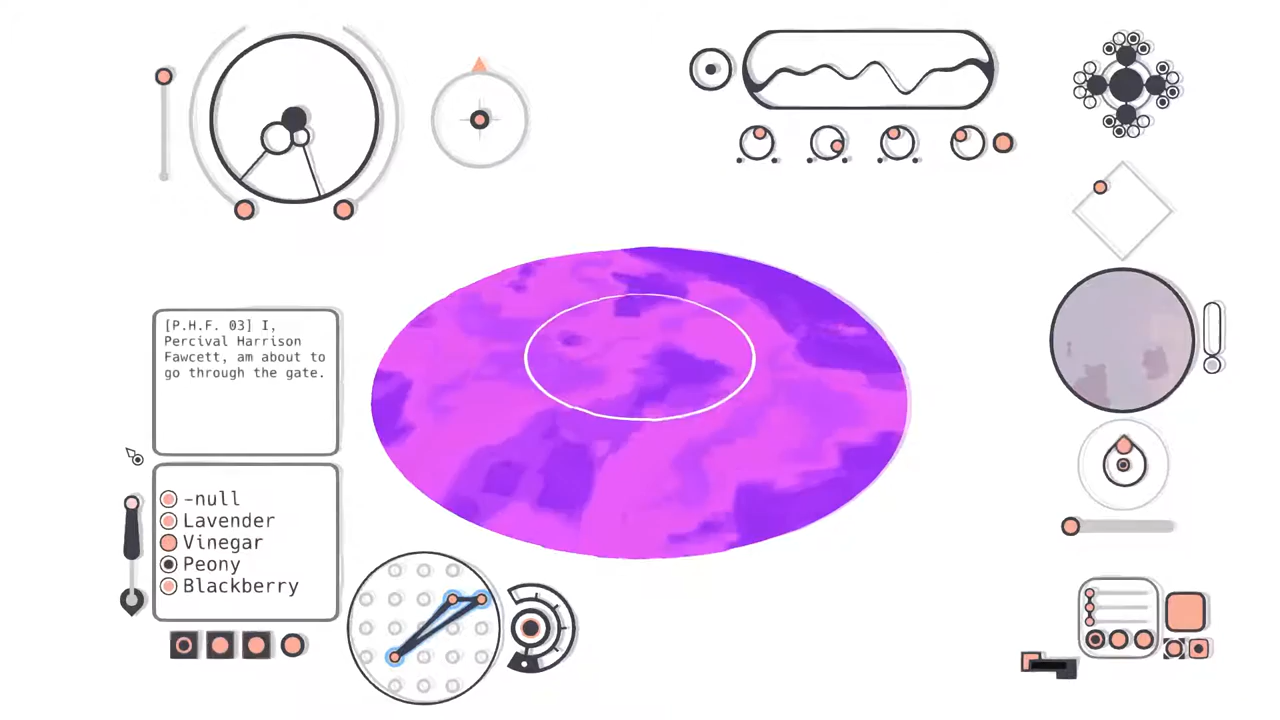 [P.H.F. 03] I,
Percival Harrison
Fawcett, am about to
go through the gate.
-null
Lavender
Vinegar
Peony
Blackberry